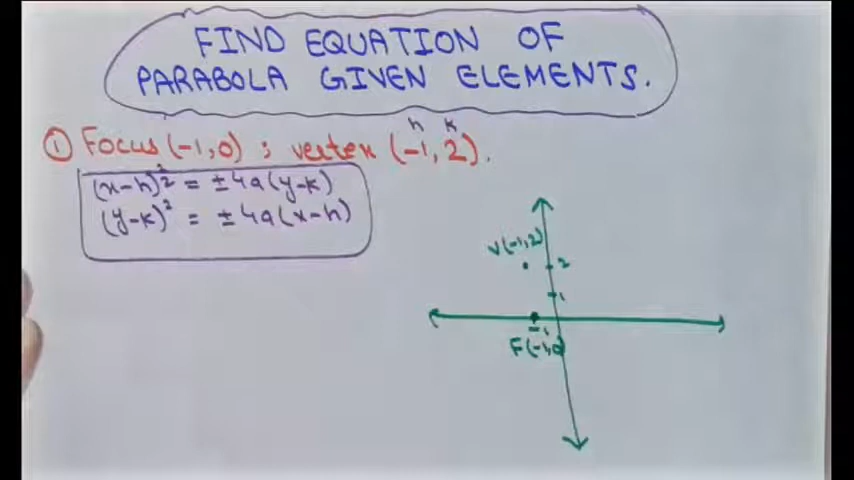 FIND EQUATION OF
PARABOLA GIVEN ELEMENTS.
h k
① Focus (-1,0) ; vertex (-1, 2).
(x-h)² = ±4a(y-k)
(y-k)² = ±4a(x-h)
V(-1,2)
2
1
-1
F(-1,0)